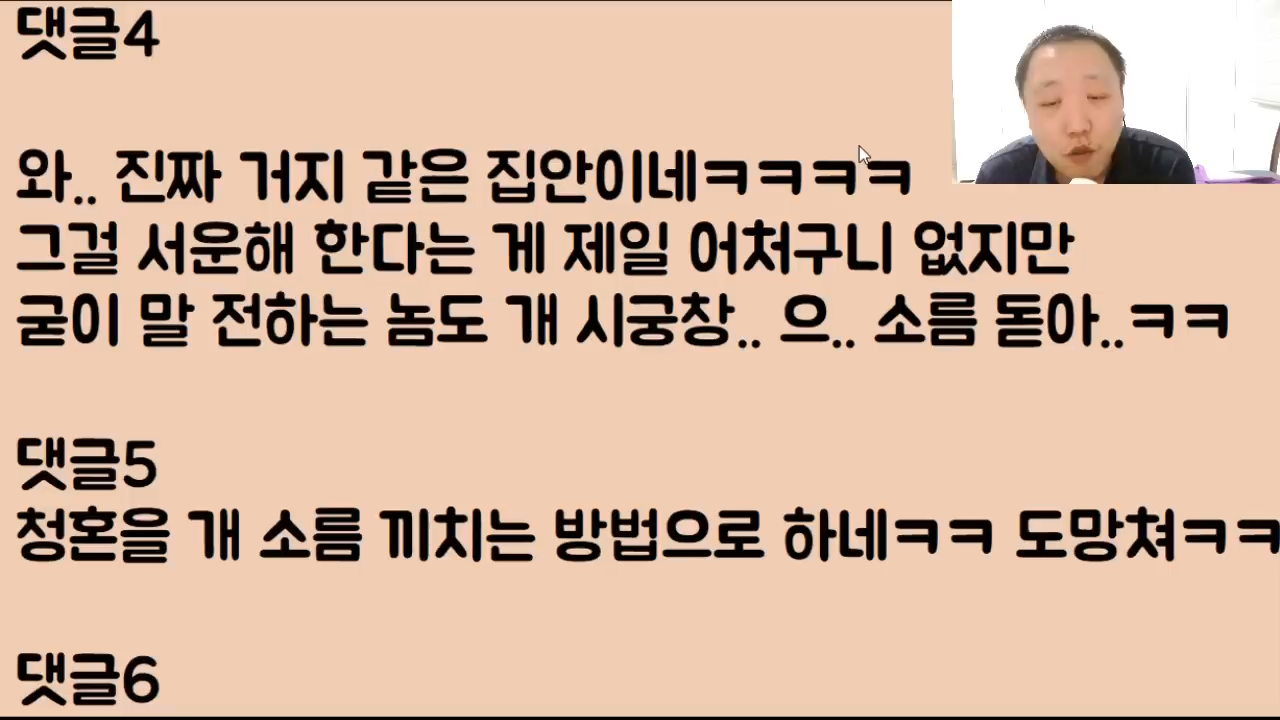 댓글4
와.. 진짜 거지 같은 집안이네ㅋㅋㅋㅋ
그걸 서운해 한다는 게 제일 어처구니 없지만
굳이 말 전하는 놈도 개 시궁창.. 으.. 소름 돋아..ㅋㅋ
댓글5
청혼을 개 소름 끼치는 방법으로 하네ㅋㅋ 도망쳐ㅋㅋ
댓글6